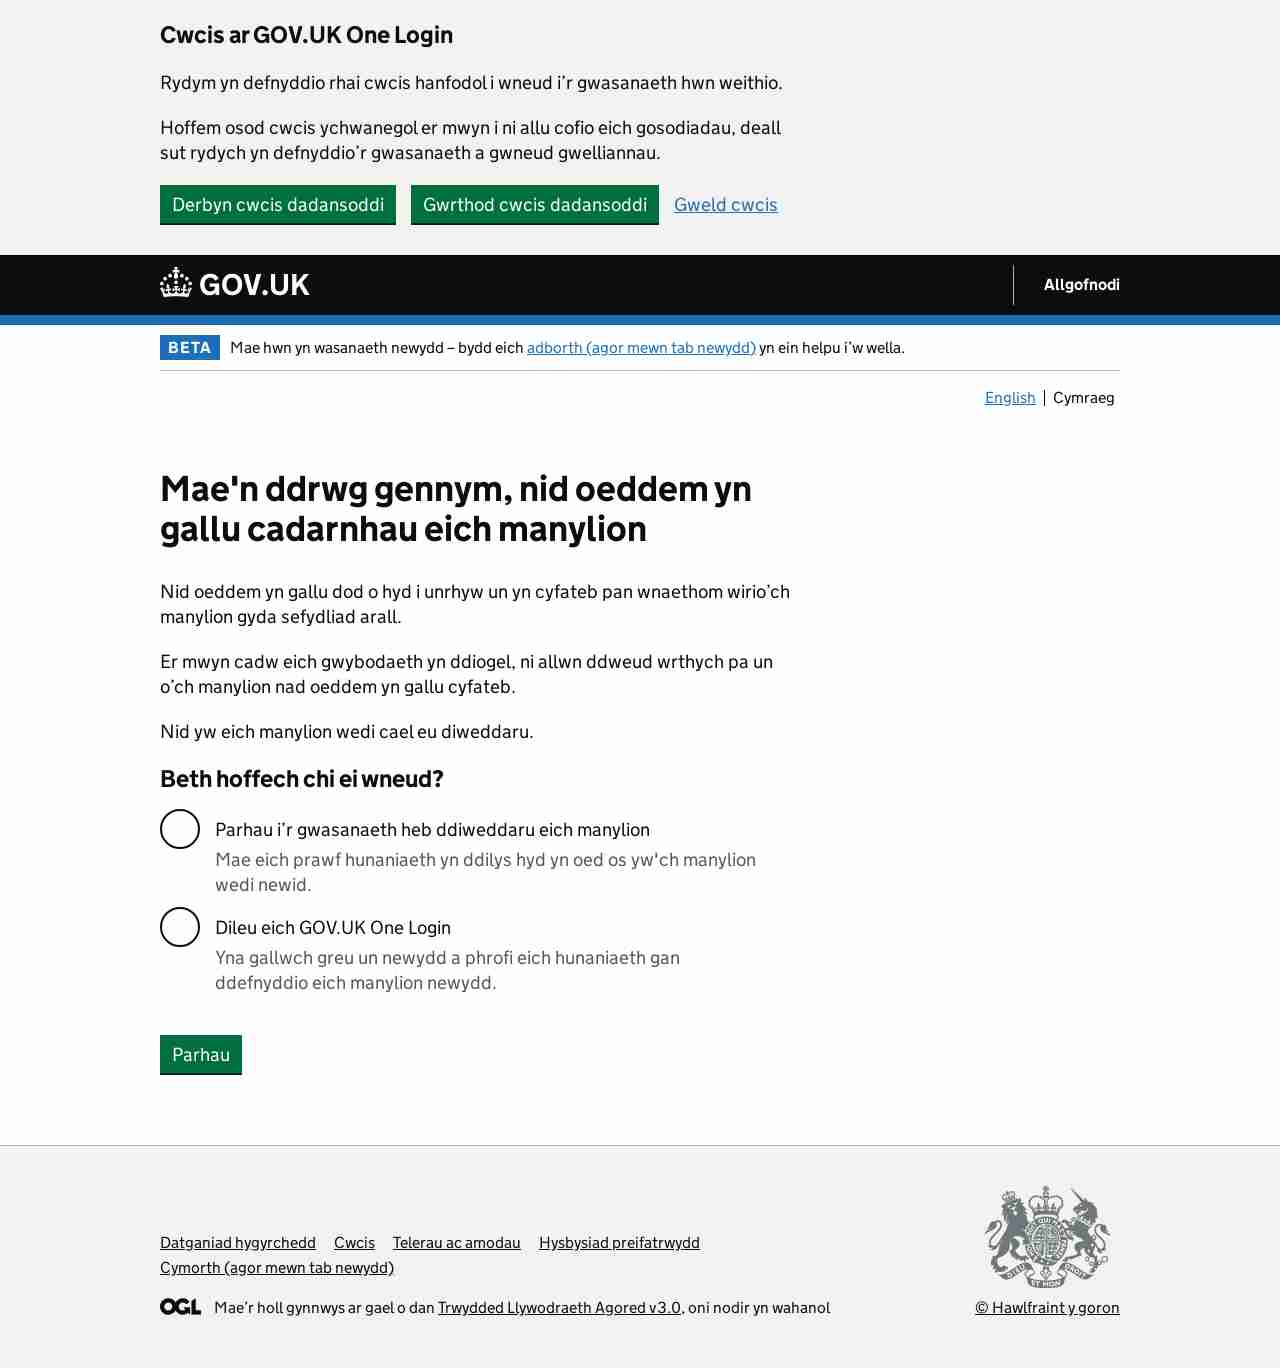 Cwcis ar GOV.UK One Login
Rydym yn defnyddio rhai cwcis hanfodol i wneud i’r gwasanaeth hwn weithio.
Hoffem osod cwcis ychwanegol er mwyn i ni allu cofio eich gosodiadau, deall
sut rydych yn defnyddio’r gwasanaeth a gwneud gwelliannau.
Derbyn cwcis dadansoddi Gwrthod cwcis dadansoddi Gweld cwcis
GOV.UK Allgofnodi
BETA Mae hwn yn wasanaeth newydd – bydd eich adborth (agor mewn tab newydd) yn ein helpu i’w wella.
English Cymraeg
Mae'n ddrwg gennym, nid oeddem yn
gallu cadarnhau eich manylion
Nid oeddem yn gallu dod o hyd i unrhyw un yn cyfateb pan wnaethom wirio’ch
manylion gyda sefydliad arall.
Er mwyn cadw eich gwybodaeth yn ddiogel, ni allwn ddweud wrthych pa un
o’ch manylion nad oeddem yn gallu cyfateb.
Nid yw eich manylion wedi cael eu diweddaru.
Beth hoffech chi ei wneud?
Parhau i’r gwasanaeth heb ddiweddaru eich manylion
Mae eich prawf hunaniaeth yn ddilys hyd yn oed os yw'ch manylion
wedi newid.
Dileu eich GOV.UK One Login
Yna gallwch greu un newydd a phrofi eich hunaniaeth gan
ddefnyddio eich manylion newydd.
Parhau
Datganiad hygyrchedd Cwcis Telerau ac amodau Hysbysiad preifatrwydd
Cymorth (agor mewn tab newydd)
OGL Mae’r holl gynnwys ar gael o dan Trwydded Llywodraeth Agored v3.0, oni nodir yn wahanol
© Hawlfraint y goron